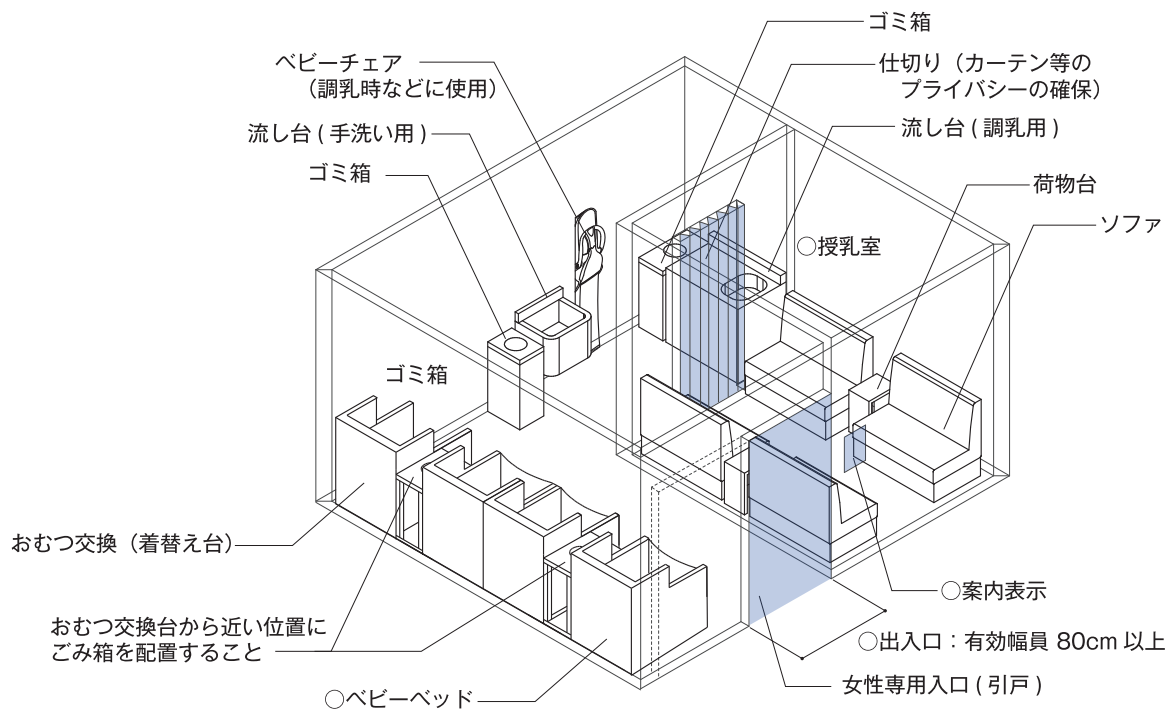 ゴミ箱
ベビーチェア
（調乳時などに使用）
仕切り（カーテン等の
プライバシーの確保）
流し台（手洗い用）
流し台（調乳用）
ゴミ箱
荷物台
ソファ
○授乳室
ゴミ箱
おむつ交換（着替え台）
○案内表示
おむつ交換台から近い位置に
ごみ箱を配置すること
○出入口：有効幅員 80cm 以上
女性専用入口（引戸）
○ベビーベッド